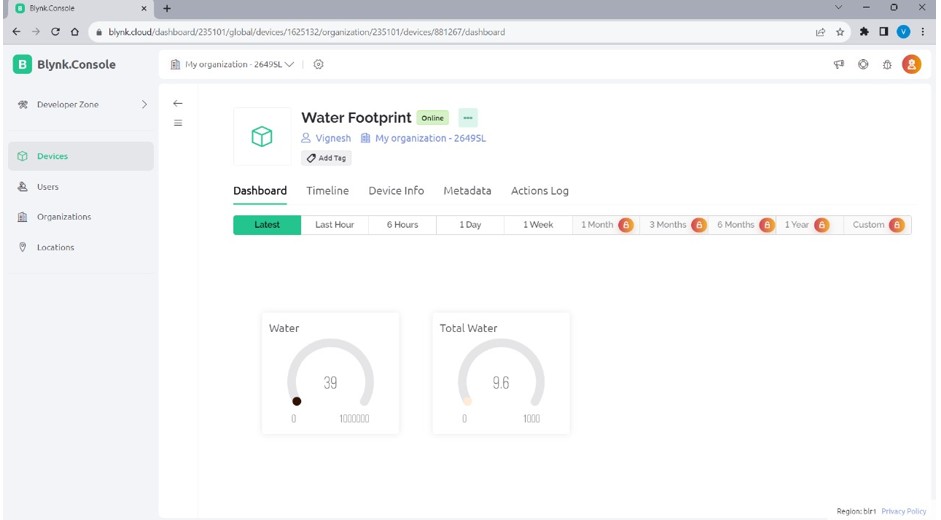 Blynk.Console
blynk.cloud/dashboard/235101/global/devices/1625132/organization/235101/devices/881267/dashboard
V
B Blynk.Console
My organization - 2649SL
Developer Zone
Devices
Users
Organizations
Locations
Water Footprint Online
Vignesh My organization - 2649SL
Add Tag
Dashboard Timeline Device Info Metadata Actions Log
Latest Last Hour 6 Hours 1 Day 1 Week 1 Month 3 Months 6 Months 1 Year Custom
Water
39
0 1000000
Total Water
9.6
0 1000
Region: blr1 Privacy Policy